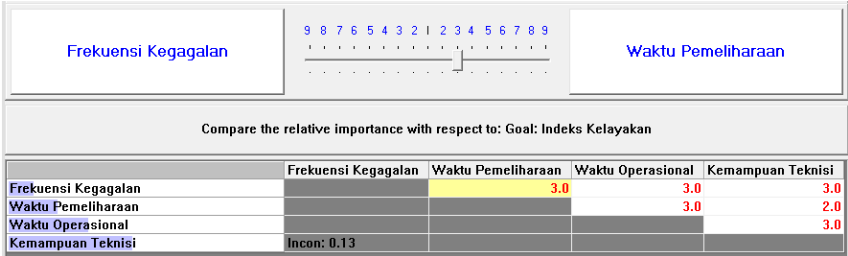 9 8 7 6 5 4 3 2 1 2 3 4 5 6 7 8 9
Frekuensi Kegagalan Waktu Pemeliharaan
Compare the relative importance with respect to: Goal: Indeks Kelayakan
Frekuensi Kegagalan Waktu Pemeliharaan Waktu Operasional Kemampuan Teknisi
Frekuensi Kegagalan 3.0 3.0 3.0
Waktu Pemeliharaan 3.0 2.0
Waktu Operasional 3.0
Kemampuan Teknisi Incon: 0.13